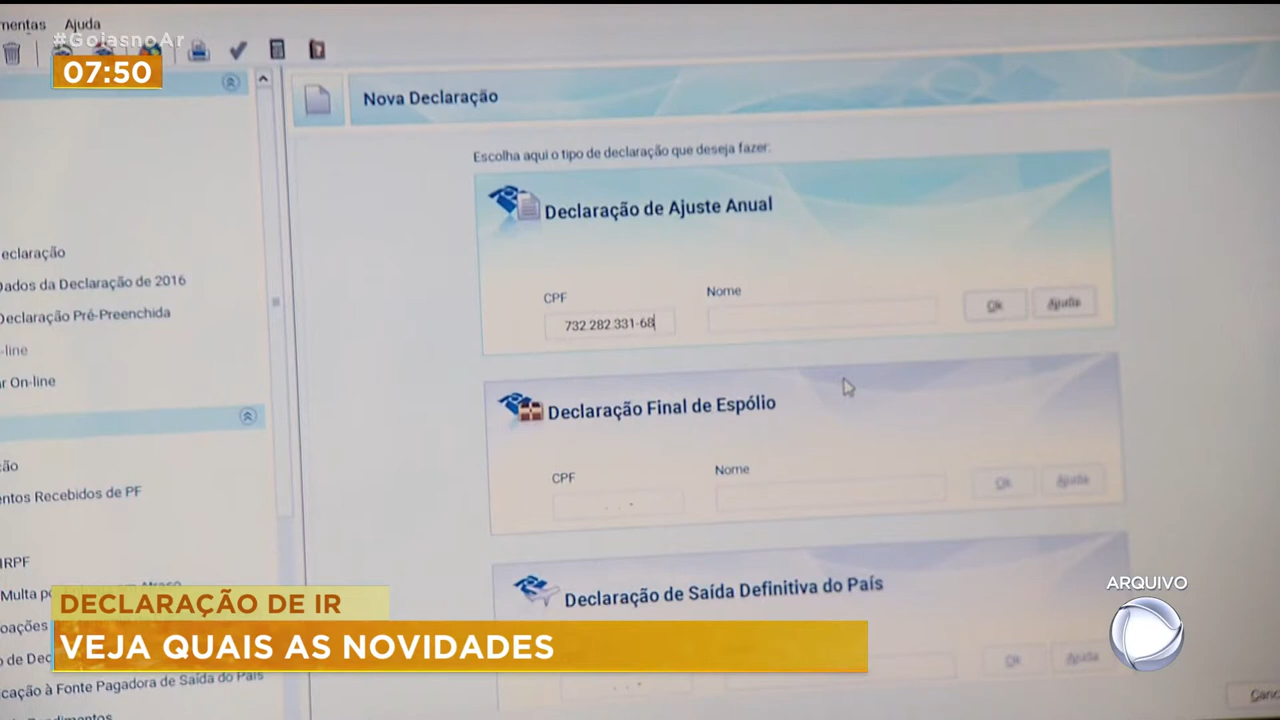 mentas Ajuda
#GoiasnoAr
07:50
Nova Declaração
Escolha aqui o tipo de declaração que deseja fazer:
Declaração de Ajuste Anual
CPF
Nome
732.282.331-68
Ok
Ajuda
eclaração
Dados da Declaração de 2016
Declaração Pré-Preenchida
-line
r On-line
Declaração Final de Espólio
CPF
Nome
Ok
Ajuda
ção
entos Recebidos de PF
IRPF
Multa po
Atraso
oações
o de Dec
cação à Fonte Pagadora de Saída do País
Rendimentos
Declaração de Saída Definitiva do País
Ok
Ajuda
Canc
ARQUIVO
DECLARAÇÃO DE IR
VEJA QUAIS AS NOVIDADES